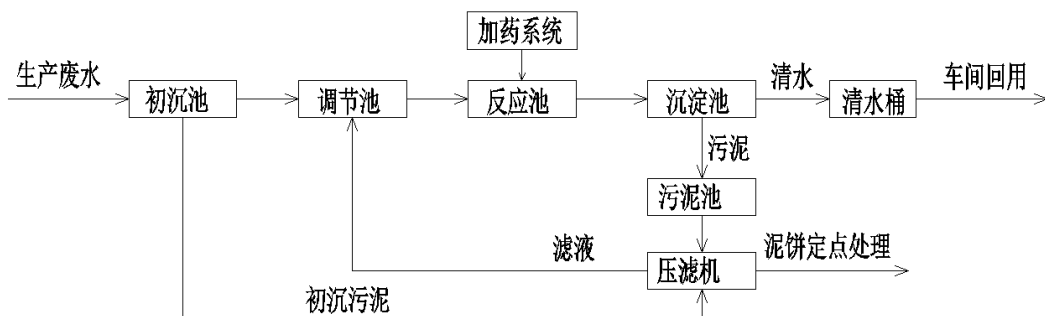 加药系统
生产废水
初沉池
调节池
反应池
沉淀池
清水
清水桶
车间回用
污泥
污泥池
滤液
压滤机
泥饼定点处理
初沉污泥